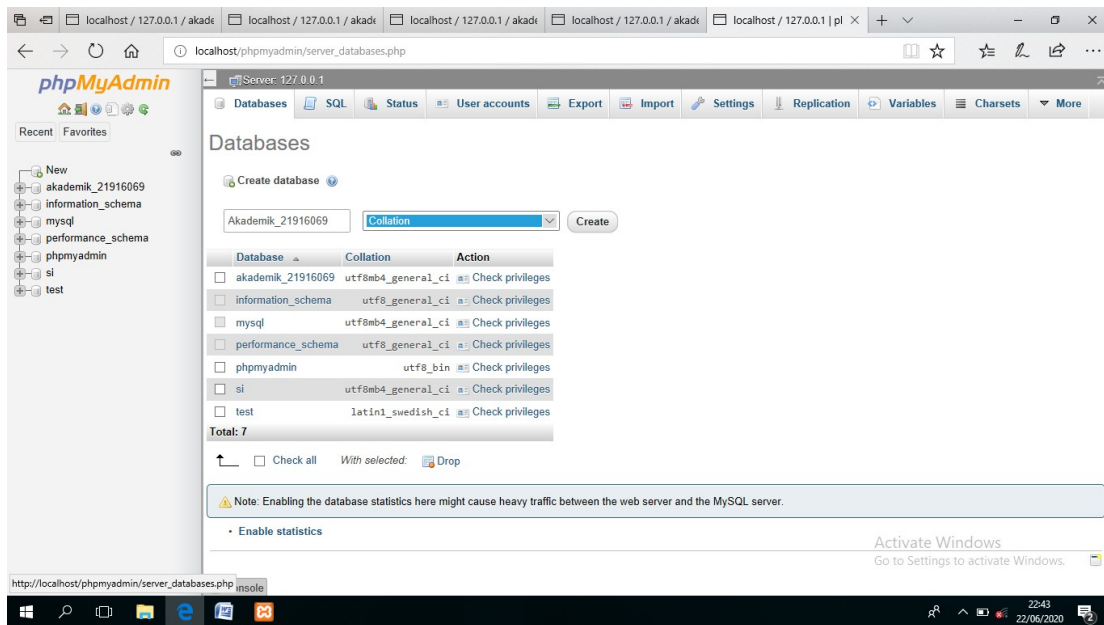 localhost / 127.0.0.1 / akade localhost / 127.0.0.1 / akade localhost / 127.0.0.1 / akade localhost / 127.0.0.1 / akade localhost / 127.0.0.1 | pl
localhost/phpmyadmin/server_databases.php
phpMyAdmin
Recent Favorites
New
akademik_21916069
information_schema
mysql
performance_schema
phpmyadmin
si
test
Server: 127.0.0.1
Databases SQL Status User accounts Export Import Settings Replication Variables Charsets More
Databases
Create database
Akademik_21916069 Collation Create
Database Collation Action
akademik_21916069 utf8mb4_general_ci Check privileges
information_schema utf8_general_ci Check privileges
mysql utf8mb4_general_ci Check privileges
performance_schema utf8_general_ci Check privileges
phpmyadmin utf8_bin Check privileges
si utf8mb4_general_ci Check privileges
test latin1_swedish_ci Check privileges
Total: 7
Check all With selected: Drop
Note: Enabling the database statistics here might cause heavy traffic between the web server and the MySQL server.
Enable statistics
Activate Windows
Go to Settings to activate Windows.
http://localhost/phpmyadmin/server_databases.php
onsole
22:43
22/06/2020
2